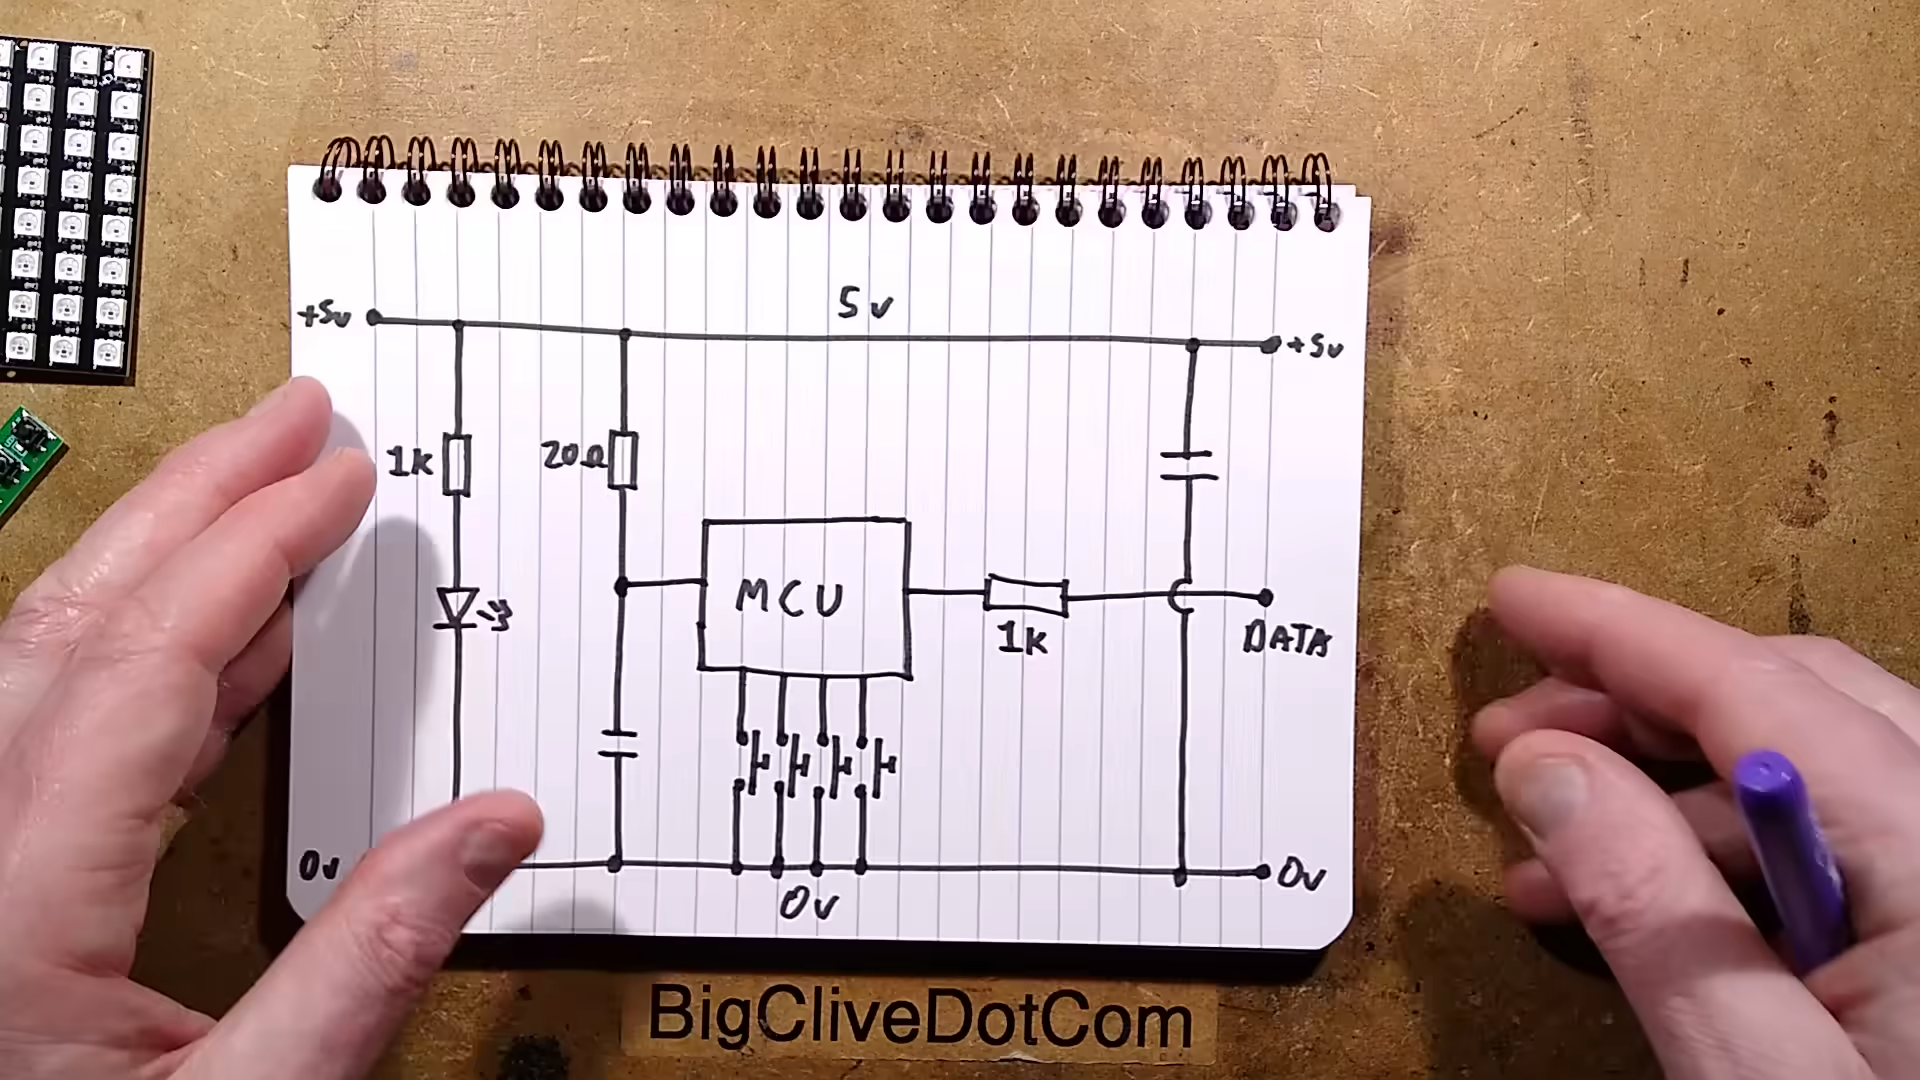 5v
+5v
+5v
1k
20Ω
MCU
1k
DATA
0v
0v
0v
BigCliveDotCom